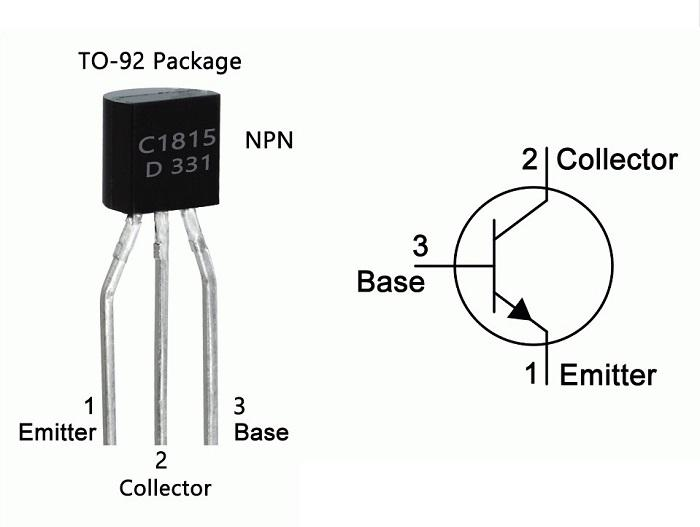 TO-92 Package
C1815
D 331
NPN
1
Emitter
2
Collector
3
Base
2 Collector
3
Base
1 Emitter